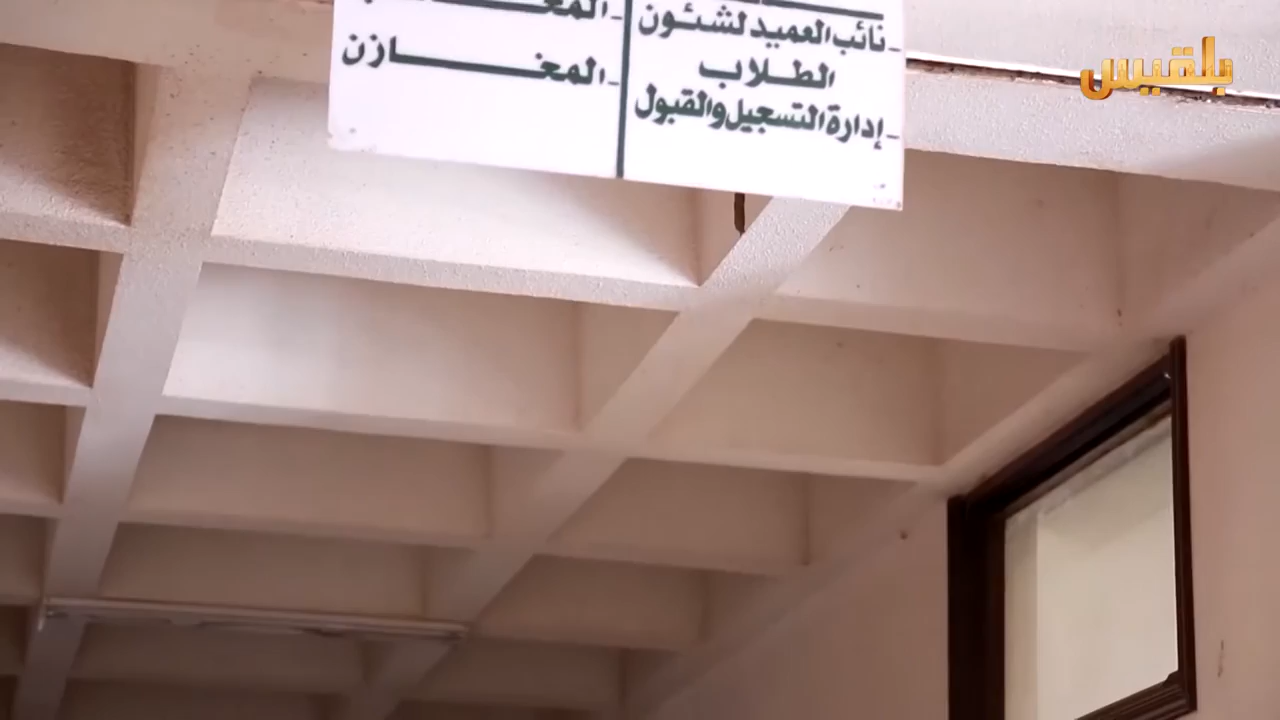 - نائب العميد لشئون
الطلاب
- إدارة التسجيل والقبول
- المخازن
بلقيس